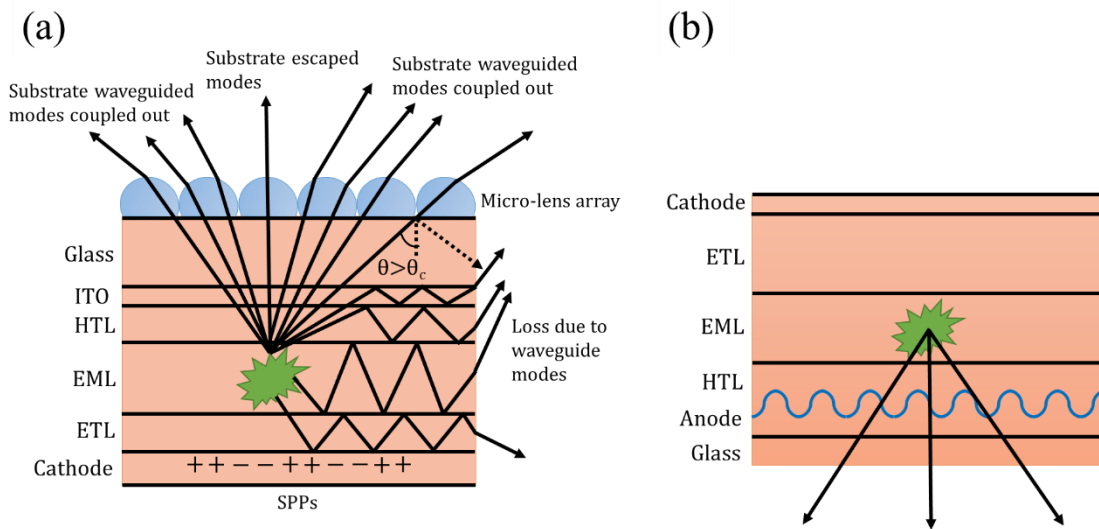 (a)
Substrate escaped
modes
Substrate waveguided
modes coupled out
Substrate waveguided
modes coupled out
Micro-lens array
Glass
θ>θc
ITO
HTL
Loss due to
waveguide
modes
EML
ETL
Cathode
++−−++−−++
SPPs
(b)
Cathode
ETL
EML
HTL
Anode
Glass